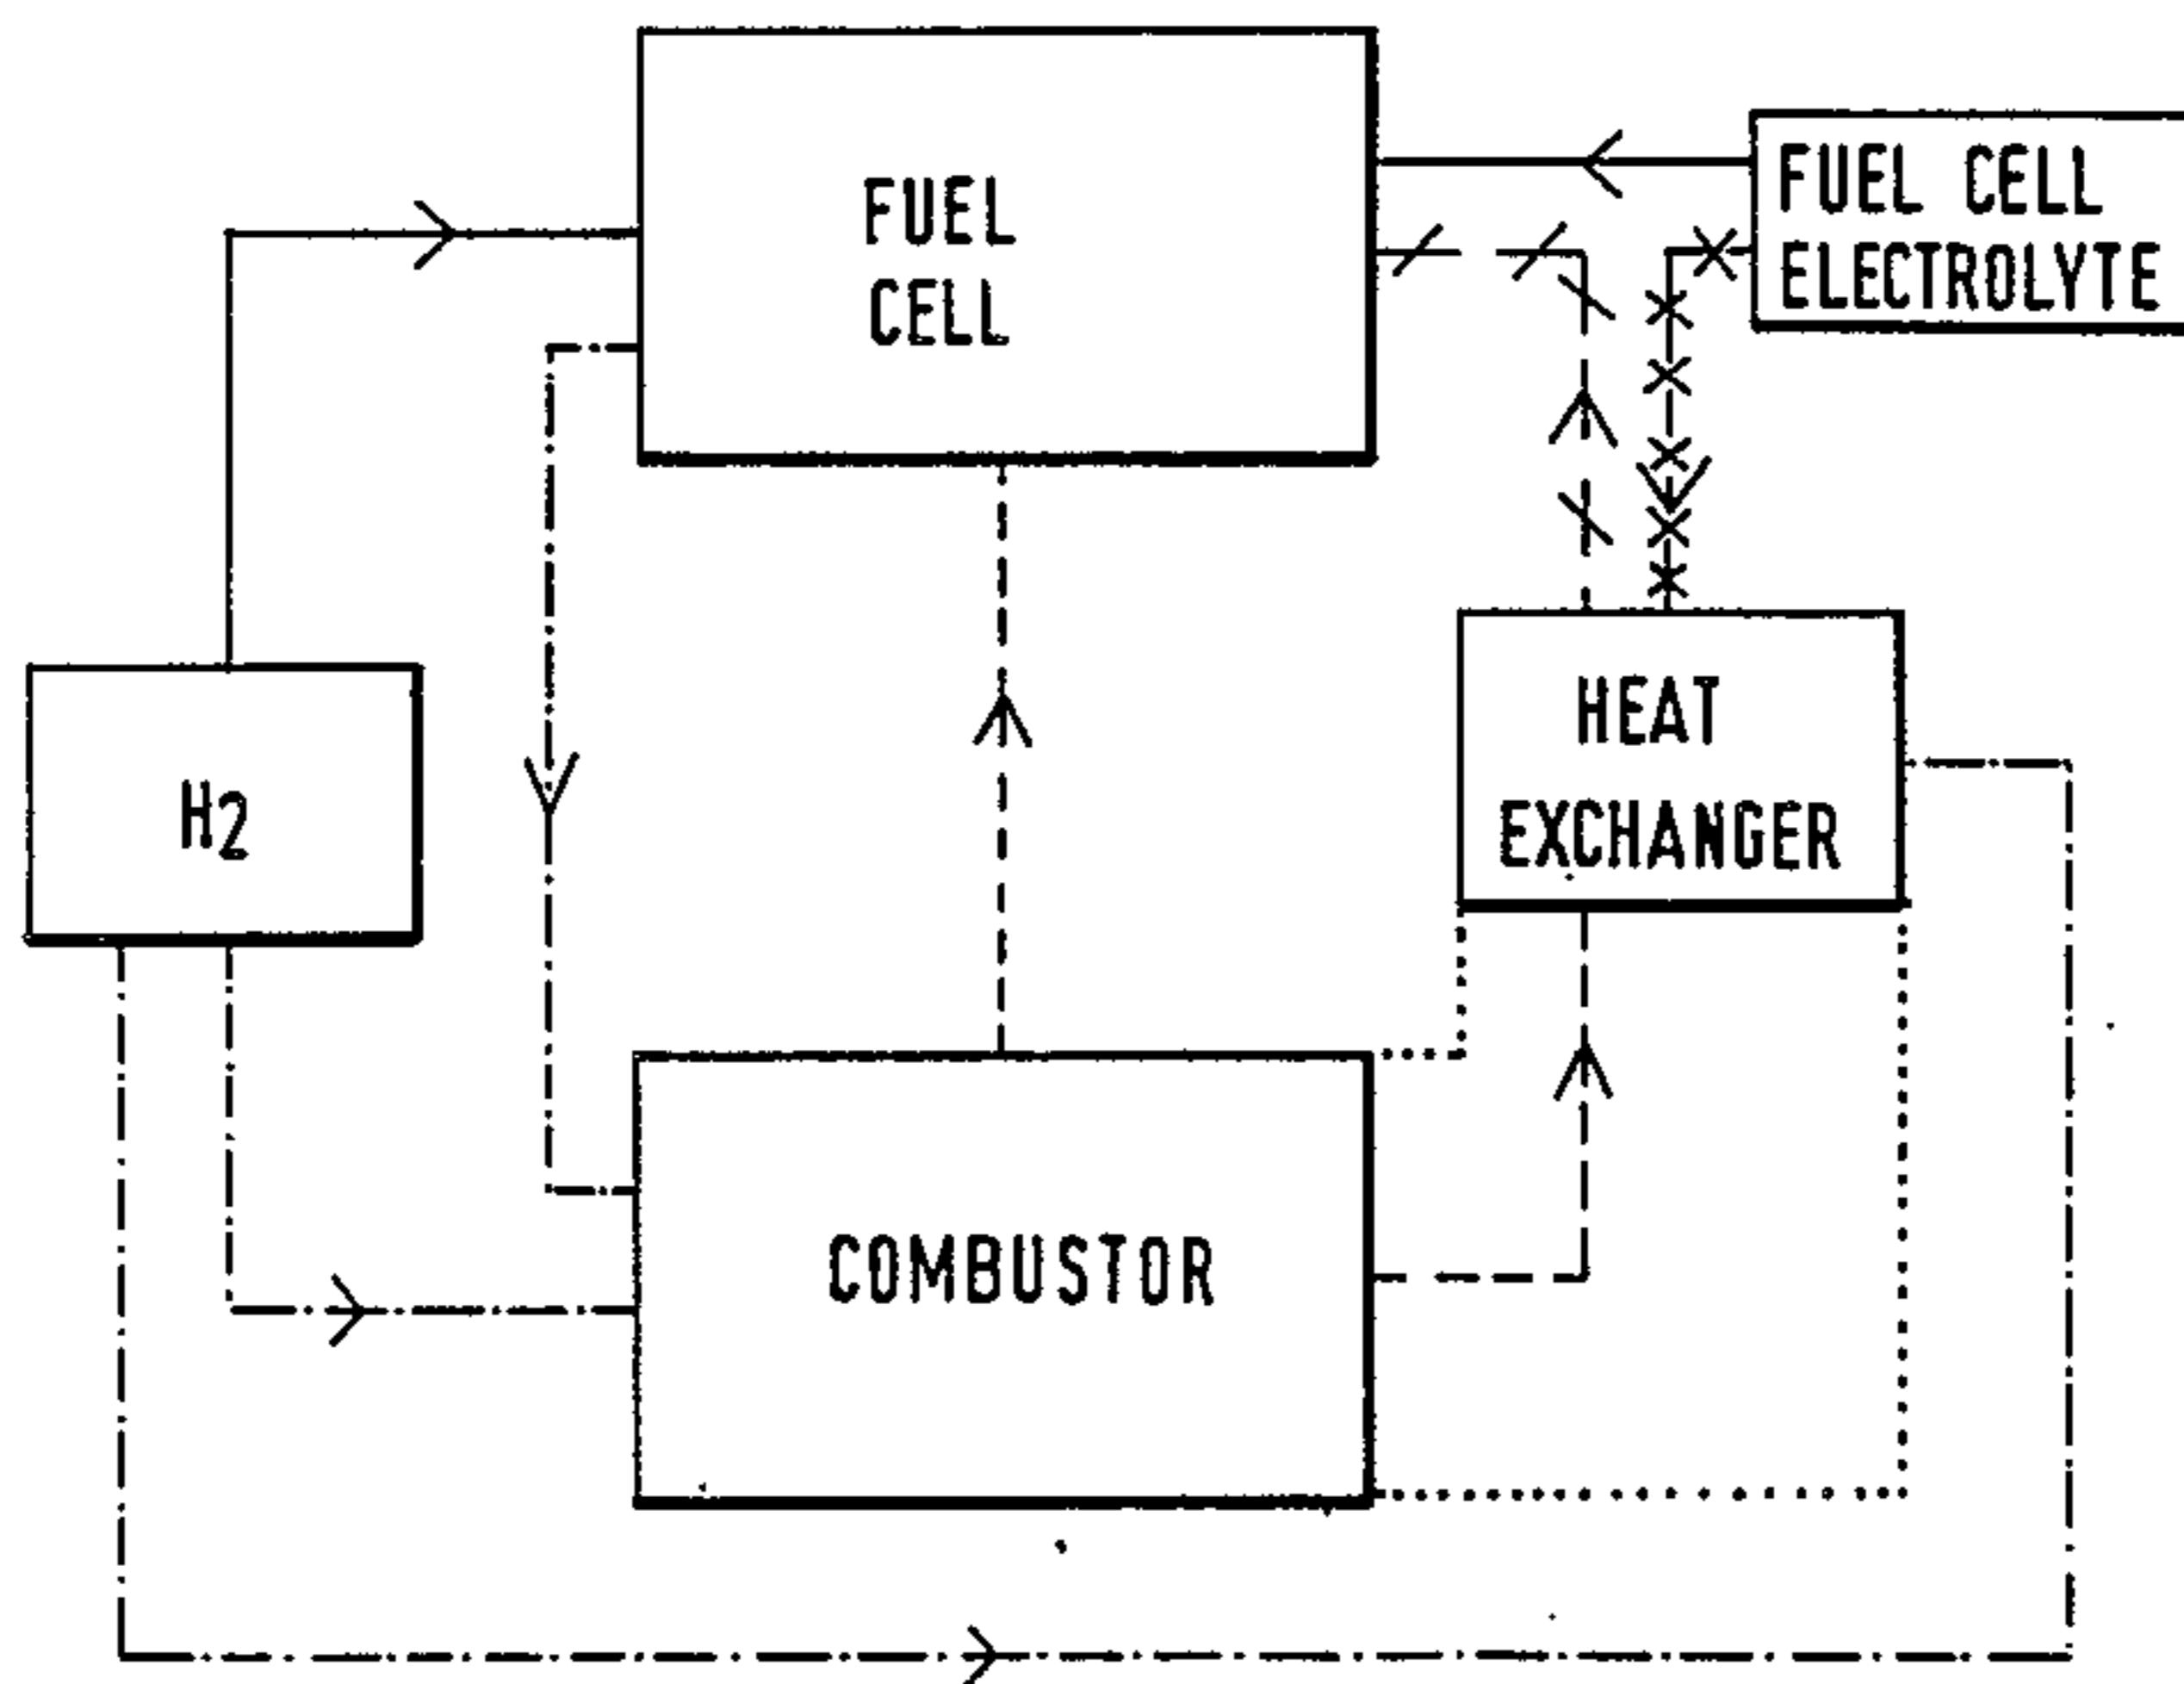 FUEL
CELL
FUEL CELL
ELECTROLYTE
H2
HEAT
EXCHANGER
COMBUSTOR